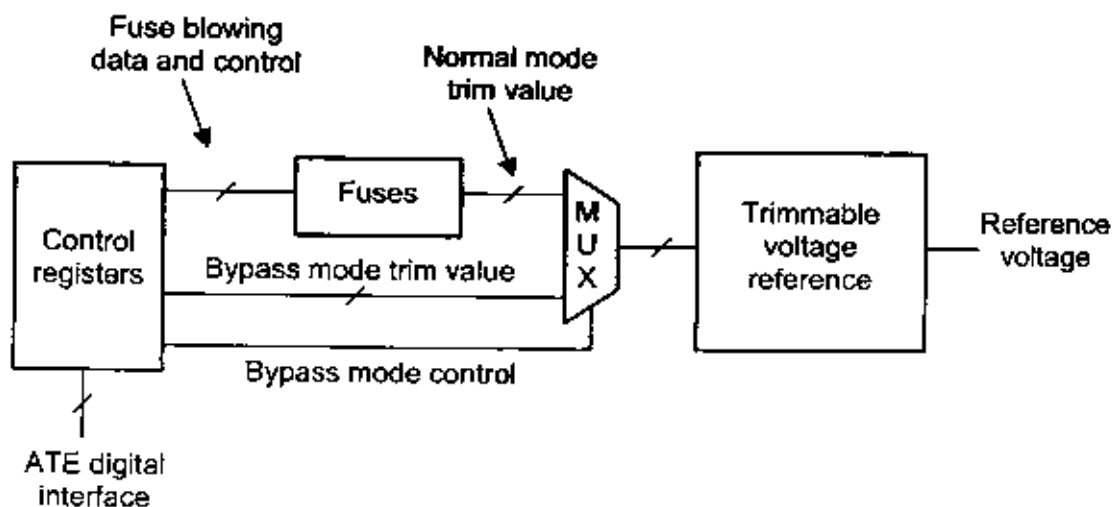 Fuse blowing
data and control
Normal mode
trim value
Fuses
M
U
X
Control
registers
Bypass mode trim value
Trimmable
voltage
reference
Reference
voltage
Bypass mode control
ATE digital
interface